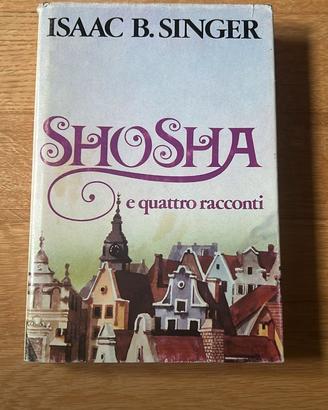 ISAAC B. SINGER
SHOSHA
e quattro racconti